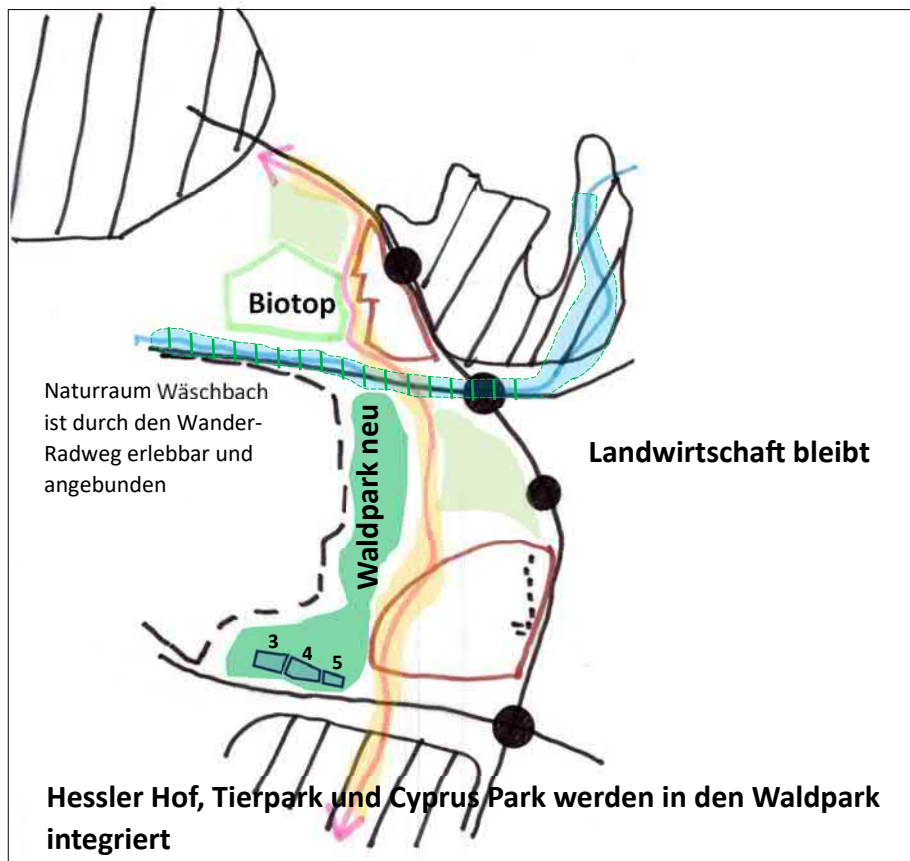 Biotop
Naturraum Wäschbach
ist durch den Wander-
Radweg erlebbar und
angebunden
Waldpark neu
Landwirtschaft bleibt
3
4
5
Hessler Hof, Tierpark und Cyprus Park werden in den Waldpark
integriert